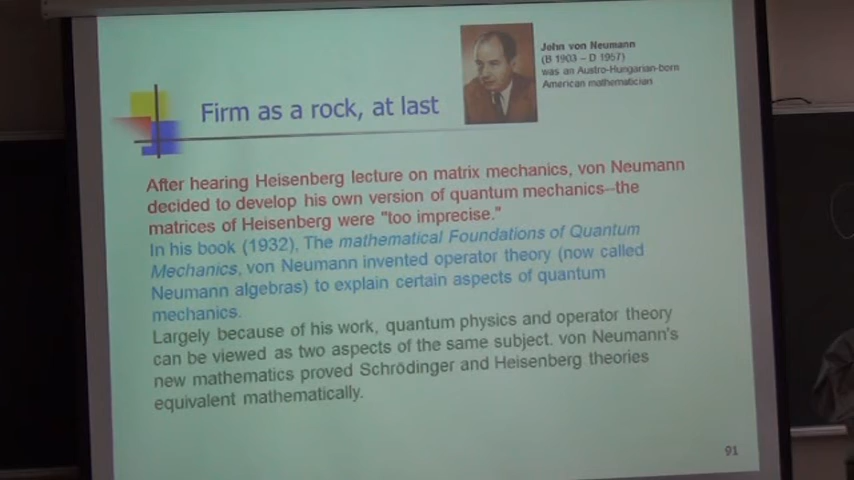 John von Neumann
(B 1903 – D 1957)
was an Austro-Hungarian-born
American mathematician
Firm as a rock, at last
After hearing Heisenberg lecture on matrix mechanics, von Neumann
decided to develop his own version of quantum mechanics--the
matrices of Heisenberg were "too imprecise."
In his book (1932), The mathematical Foundations of Quantum
Mechanics, von Neumann invented operator theory (now called
Neumann algebras) to explain certain aspects of quantum
mechanics.
Largely because of his work, quantum physics and operator theory
can be viewed as two aspects of the same subject. von Neumann's
new mathematics proved Schrödinger and Heisenberg theories
equivalent mathematically.
91